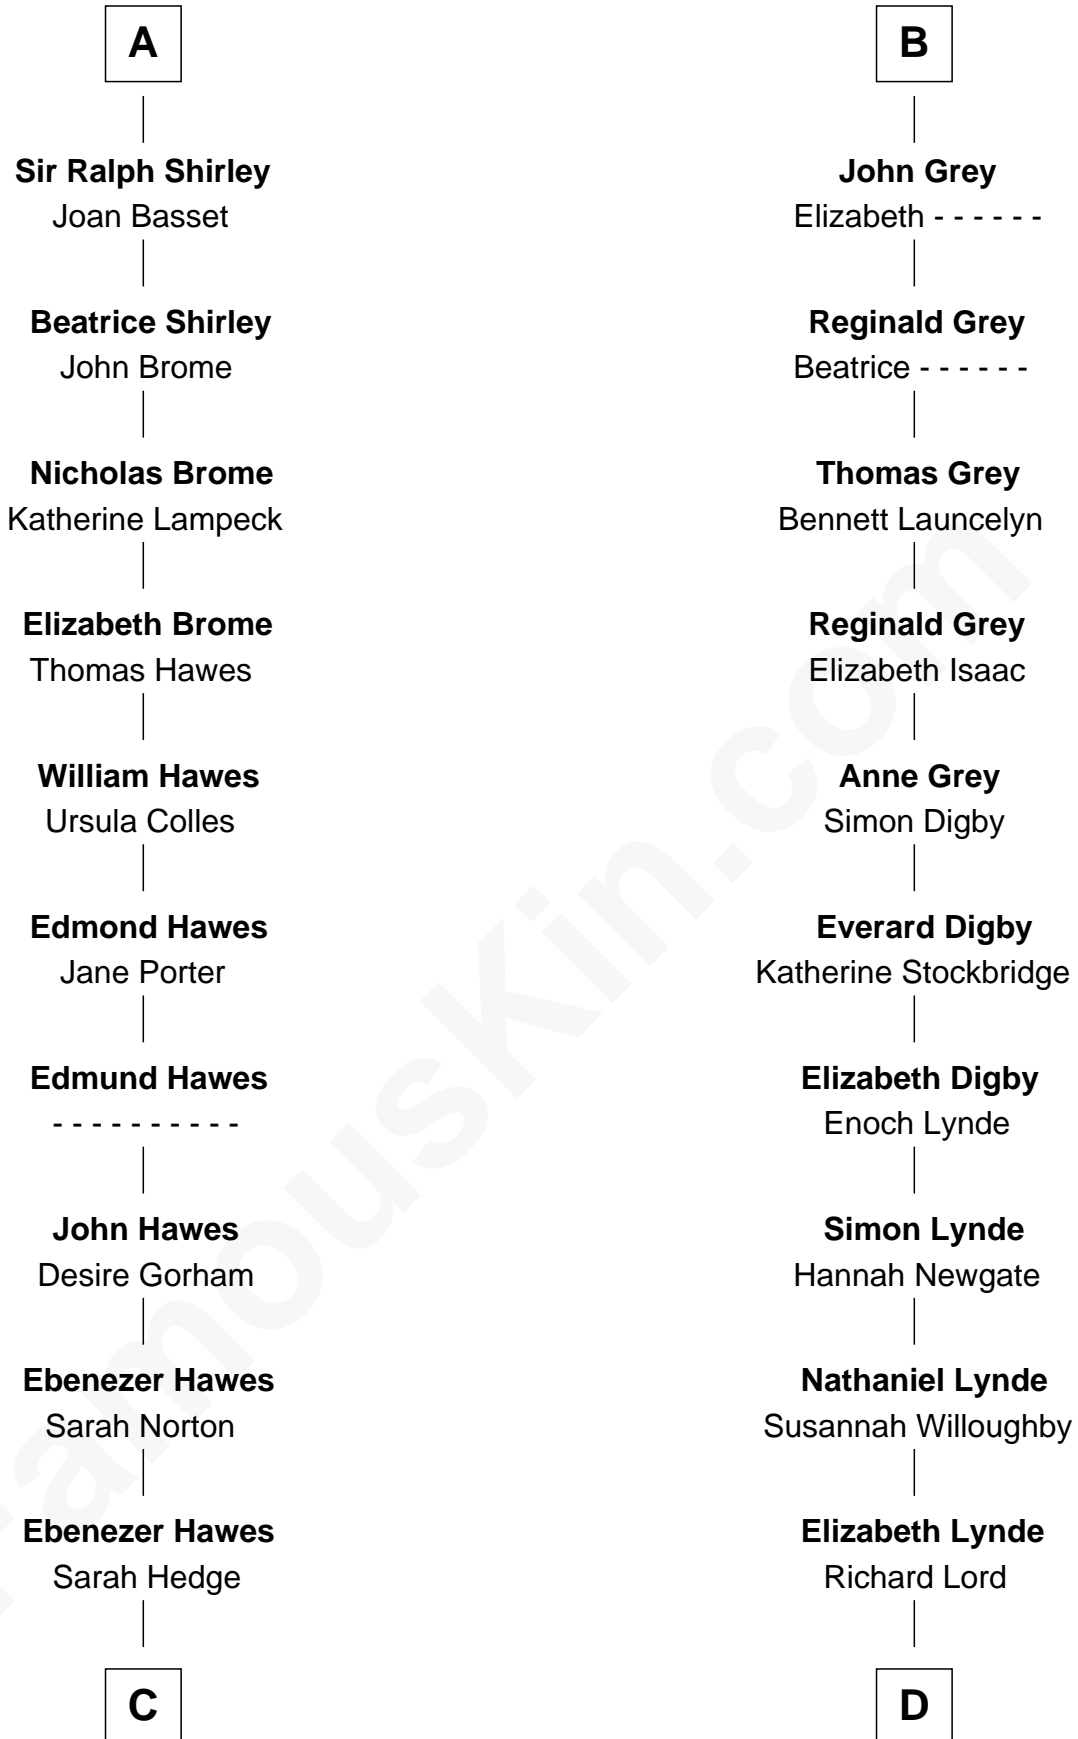 A
Sir Ralph Shirley
Joan Basset
Beatrice Shirley
John Brome
Nicholas Brome
Katherine Lampeck
Elizabeth Brome
Thomas Hawes
William Hawes
Ursula Colles
Edmond Hawes
Jane Porter
Edmund Hawes
- - - - - - - - - -
John Hawes
Desire Gorham
Ebenezer Hawes
Sarah Norton
Ebenezer Hawes
Sarah Hedge
C
B
John Grey
Elizabeth - - - - - -
Reginald Grey
Beatrice - - - - - -
Thomas Grey
Bennett Launcelyn
Reginald Grey
Elizabeth Isaac
Anne Grey
Simon Digby
Everard Digby
Katherine Stockbridge
Elizabeth Digby
Enoch Lynde
Simon Lynde
Hannah Newgate
Nathaniel Lynde
Susannah Willoughby
Elizabeth Lynde
Richard Lord
D
FamousKin.com